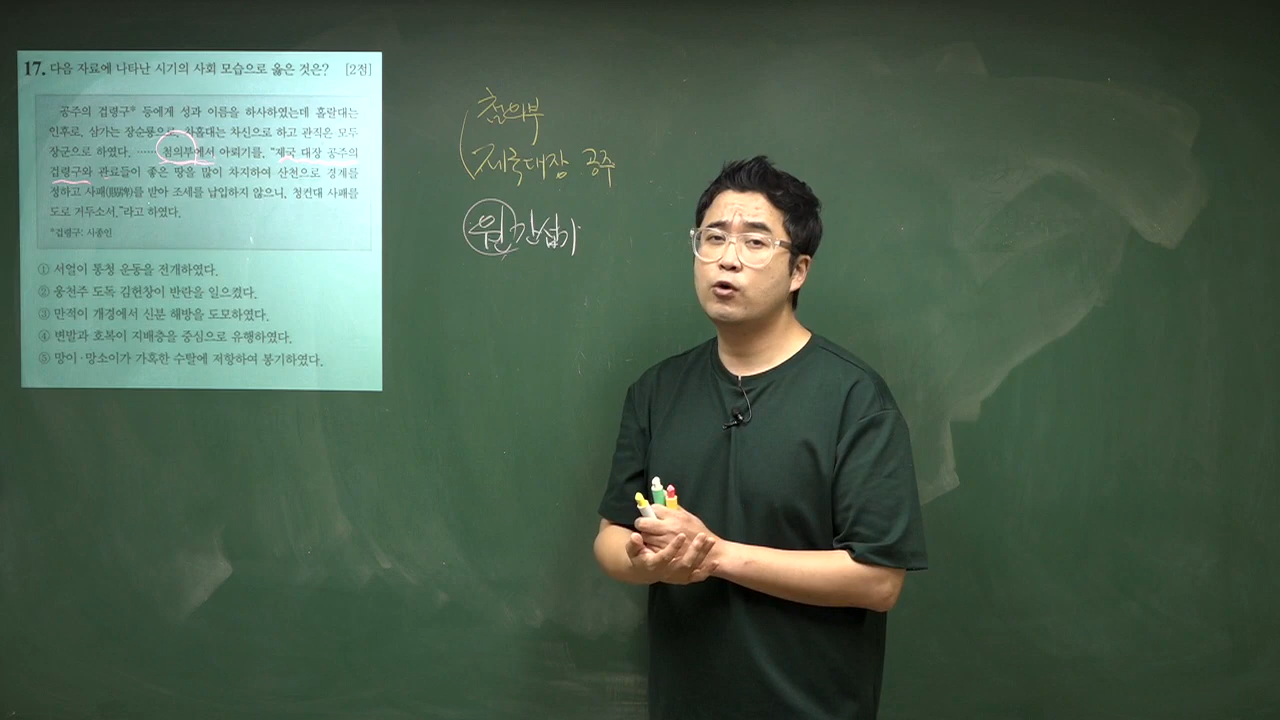 17. 다음 자료에 나타난 시기의 사회 모습으로 옳은 것은? [2점]
공주의 겁령구* 등에게 성과 이름을 하사하였는데 홀랄대는
인후로, 삼가는 장순룡으로, 차홀대는 차신으로 하고 관직은 모두
장군으로 하였다. …… 첨의부에서 아뢰기를, "제국 대장 공주의
겁령구와 관료들이 좋은 땅을 많이 차지하여 산천으로 경계를
정하고 사패(賜牌)를 받아 조세를 납입하지 않으니, 청컨대 사패를
도로 거두소서."라고 하였다.
*겁령구: 시종인
① 서얼이 통청 운동을 전개하였다.
② 웅천주 도독 김헌창이 반란을 일으켰다.
③ 만적이 개경에서 신분 해방을 도모하였다.
④ 변발과 호복이 지배층을 중심으로 유행하였다.
⑤ 망이·망소이가 가혹한 수탈에 저항하여 봉기하였다.
첨의부
제국대장 공주
원 간섭기